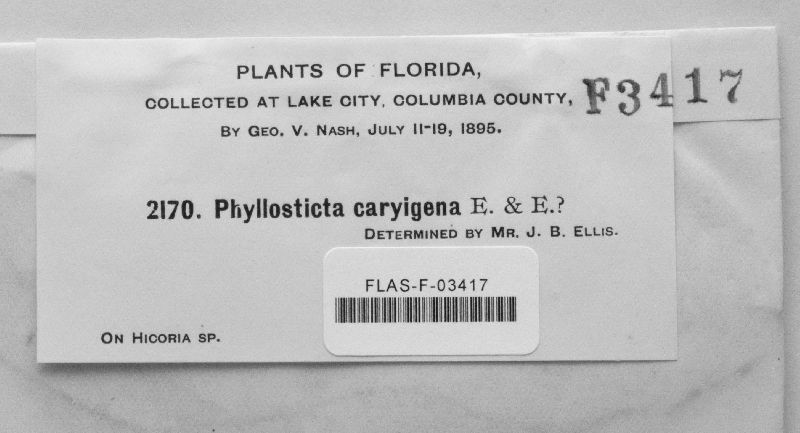 PLANTS OF FLORIDA,
COLLECTED AT LAKE CITY, COLUMBIA COUNTY,
BY GEO. V. NASH, JULY 11-19, 1895.
F3417
2170. Phyllosticta caryigena E. & E.?
DETERMINED BY MR. J. B. ELLIS.
FLAS-F-03417
ON HICORIA SP.